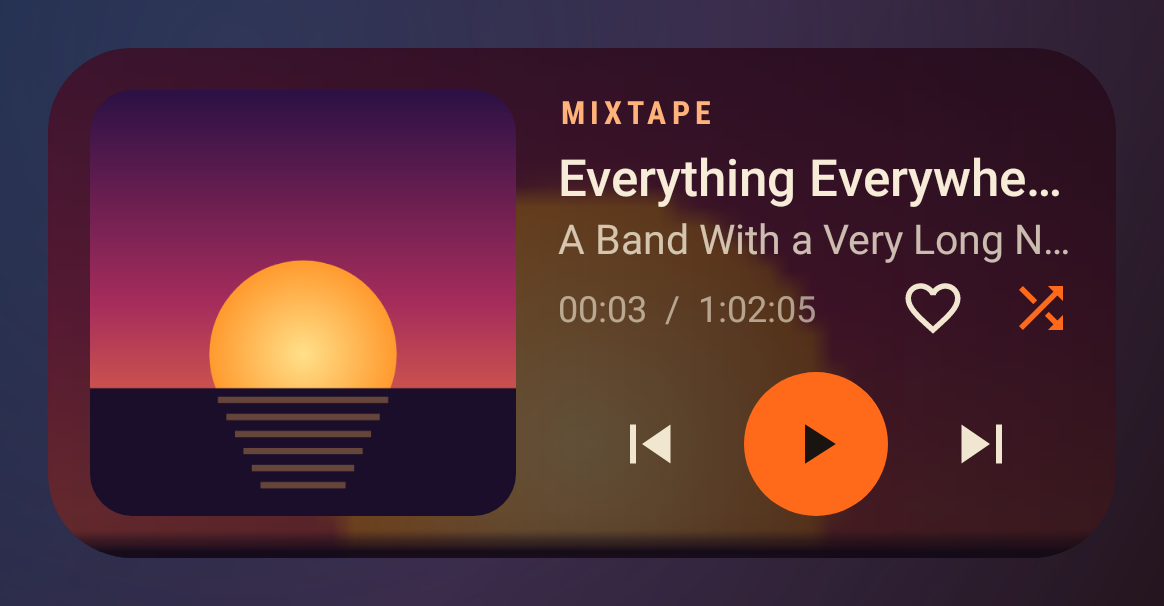 MIXTAPE
Everything Everywhe…
A Band With a Very Long N…
00:03 / 1:02:05